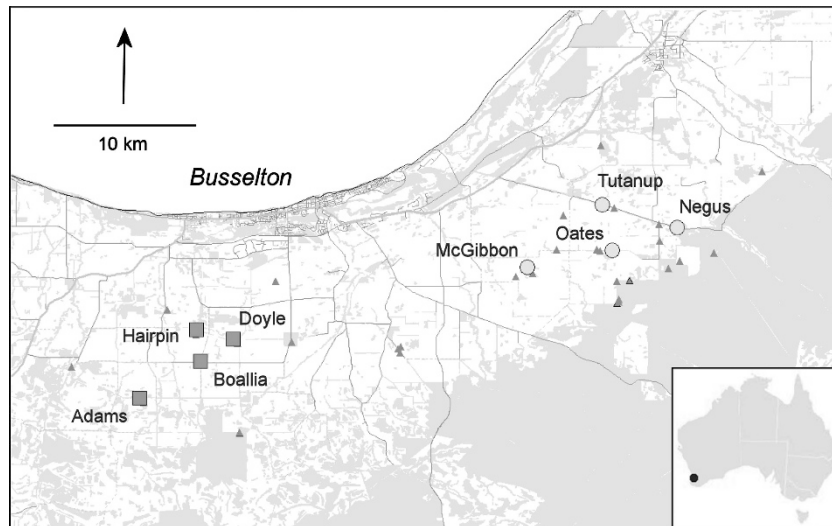 10 km
Busselton
Tutanup
Negus
Oates
McGibbon
Doyle
Hairpin
Boallia
Adams